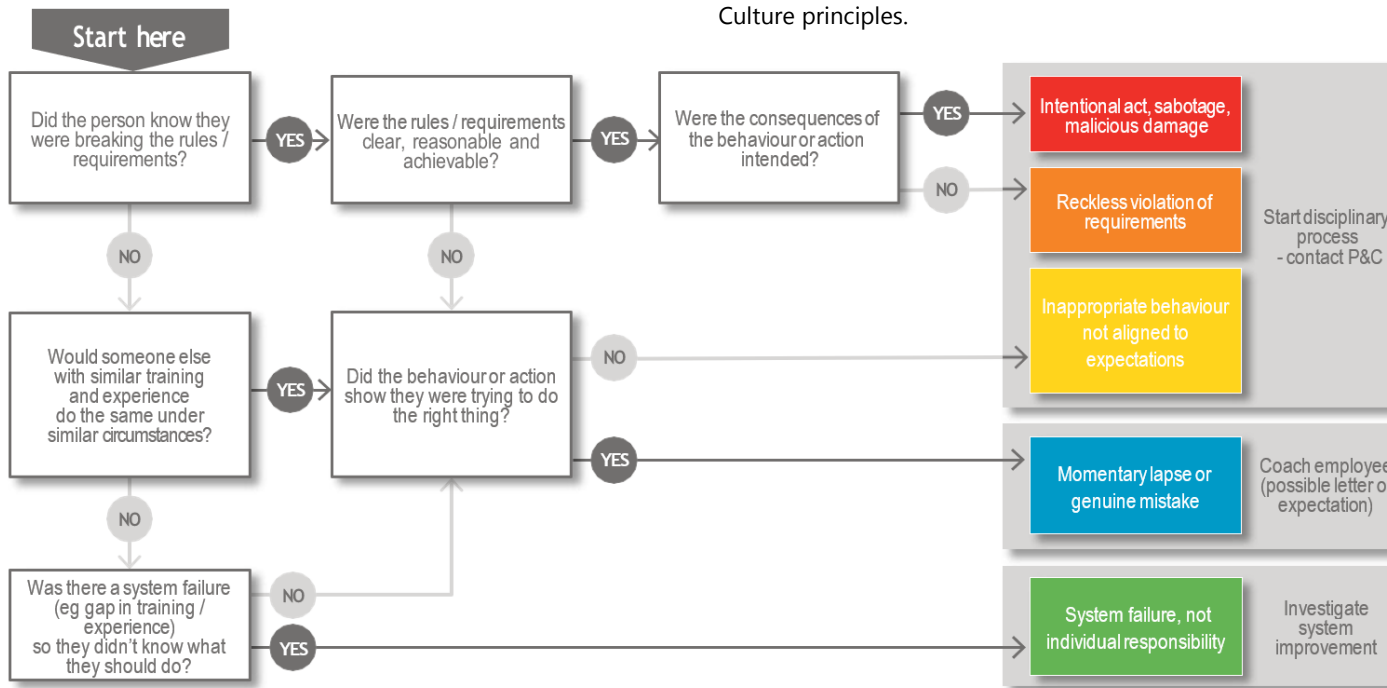 Culture principles.
Start here
Did the person know they
were breaking the rules /
requirements?
YES
Were the rules / requirements
clear, reasonable and
achievable?
YES
Were the consequences of
the behaviour or action
intended?
YES
Intentional act, sabotage,
malicious damage
NO
Reckless violation of
requirements
Start disciplinary
process
- contact P&C
NO
NO
Inappropriate behaviour
not aligned to
expectations
Would someone else
with similar training
and experience
do the same under
similar circumstances?
YES
Did the behaviour or action
show they were trying to do
the right thing?
NO
YES
Momentary lapse or
genuine mistake
Coach employee
(possible letter o
expectation)
NO
Was there a system failure
(eg gap in training /
experience)
so they didn't know what
they should do?
NO
YES
System failure, not
individual responsibility
Investigate
system
improvement